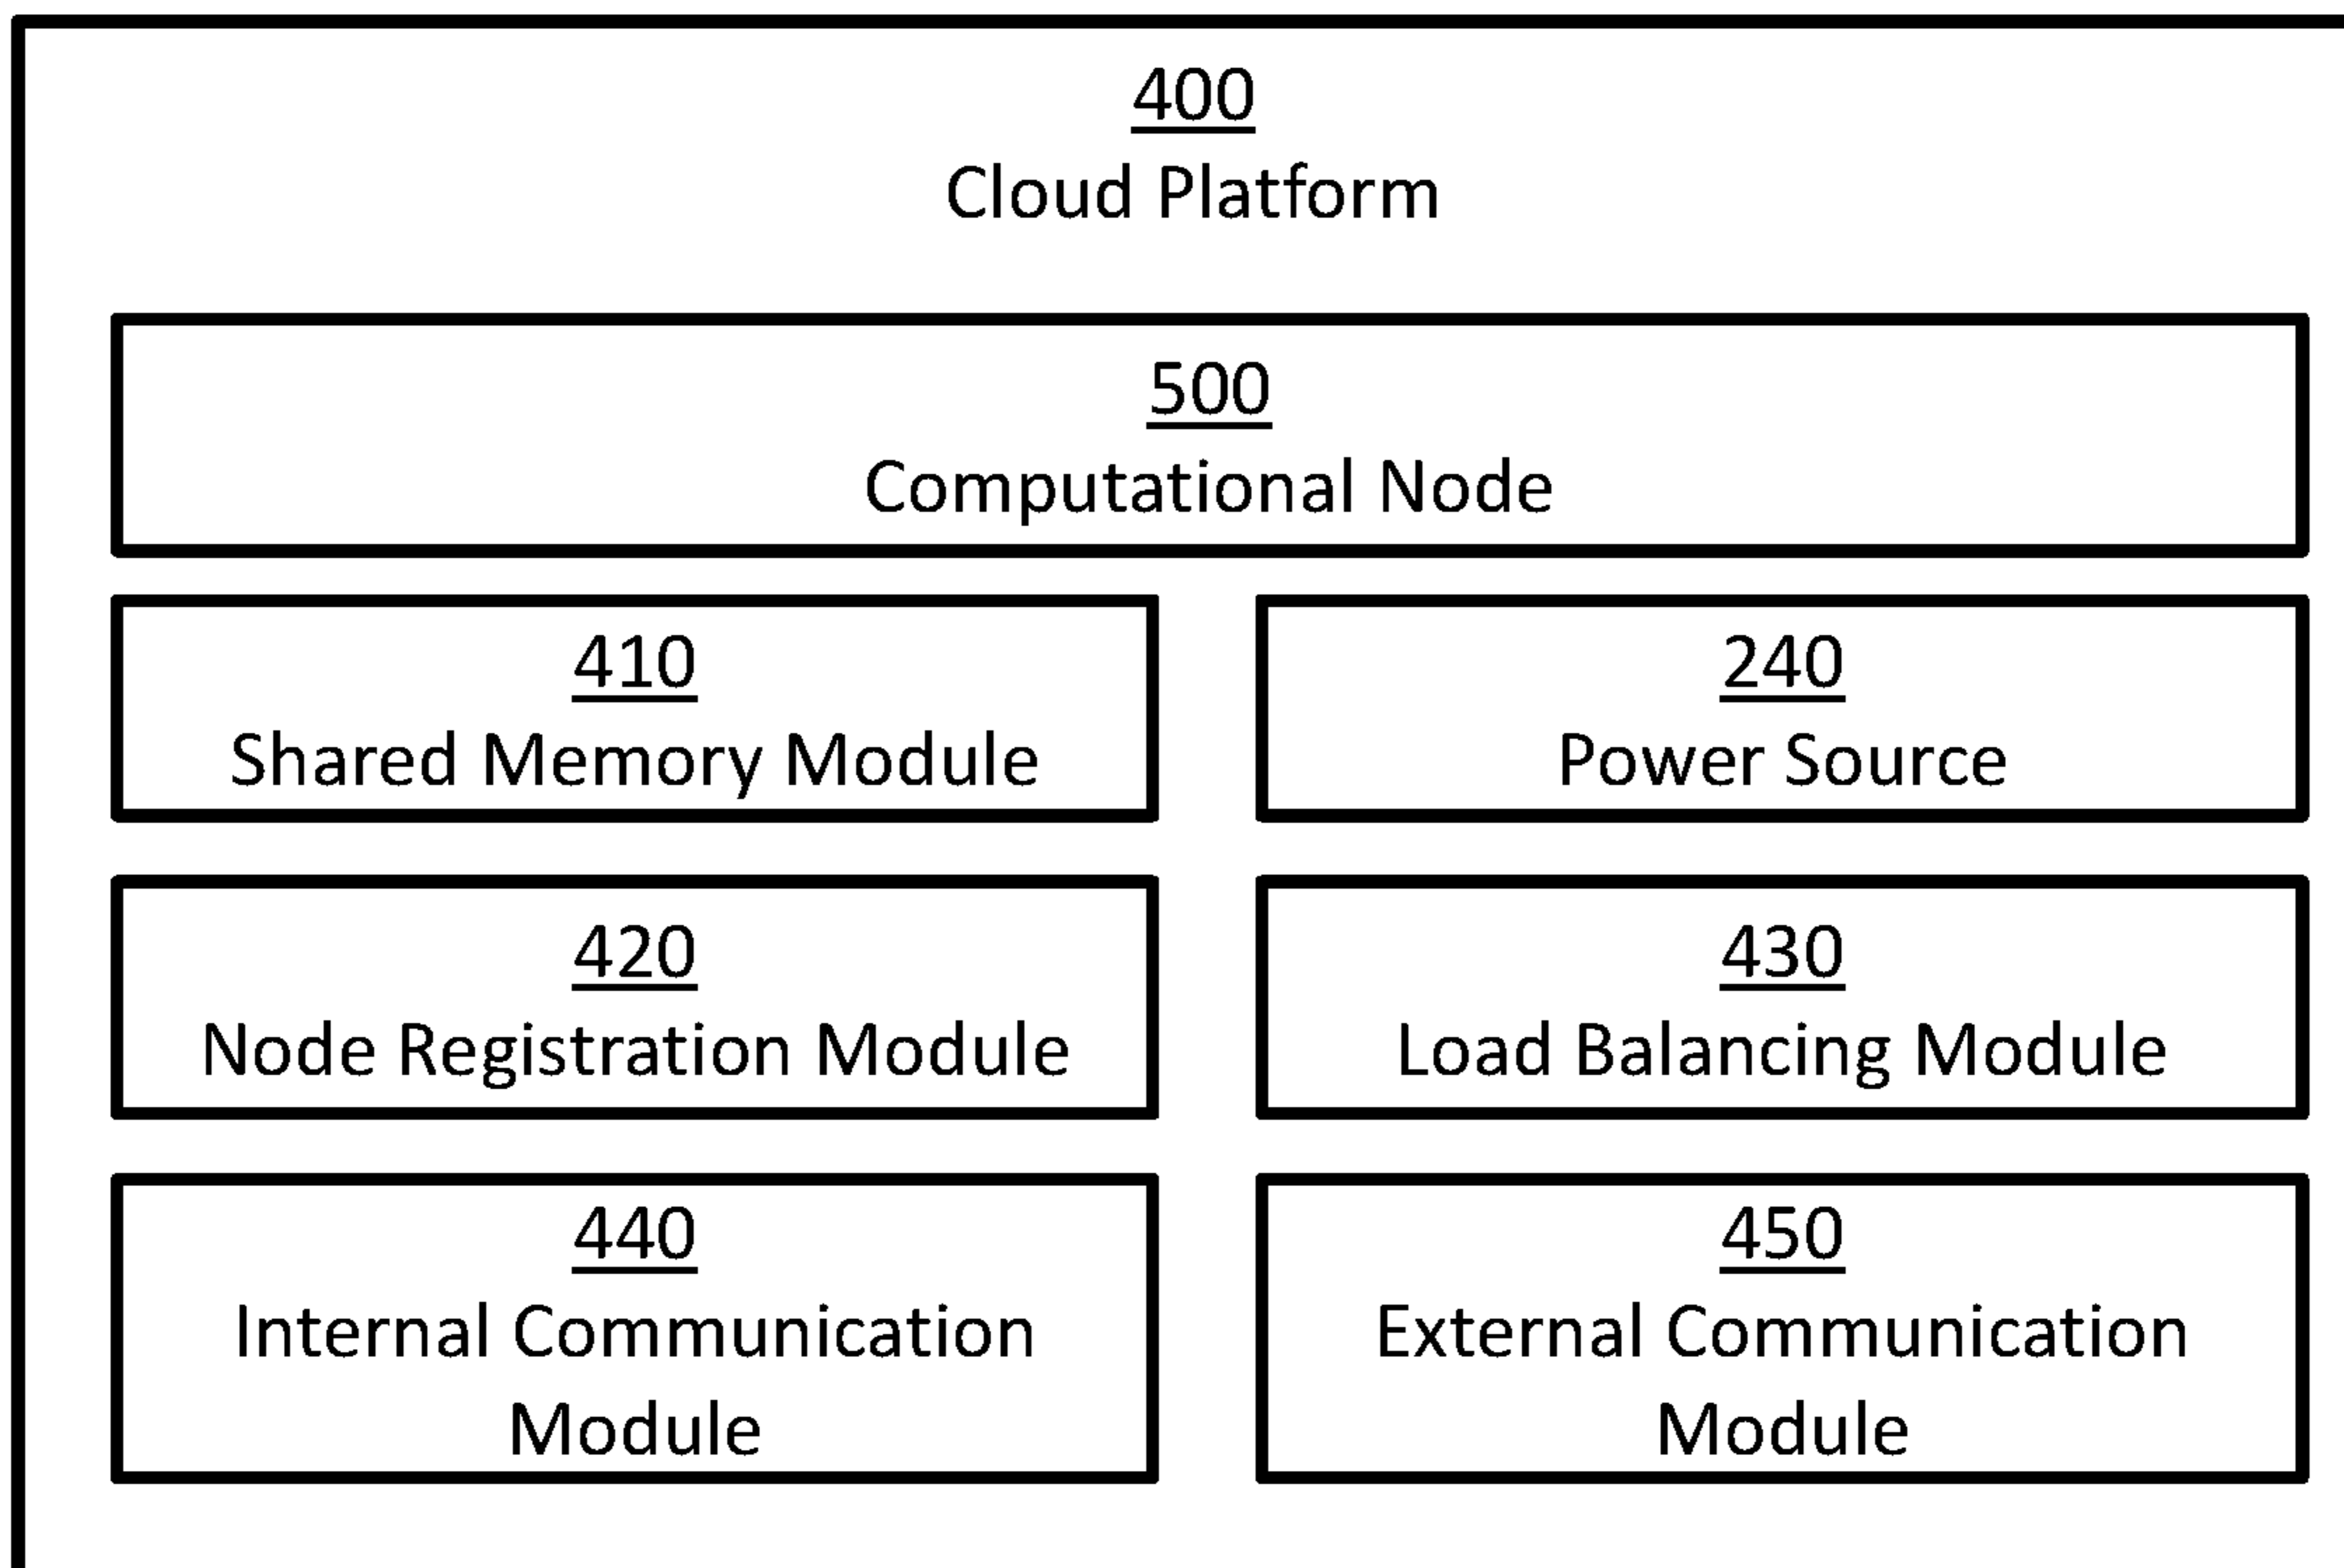 400
Cloud Platform
500
Computational Node
410
Shared Memory Module
240
Power Source
420
Node Registration Module
430
Load Balancing Module
440
Internal Communication
Module
450
External Communication
Module